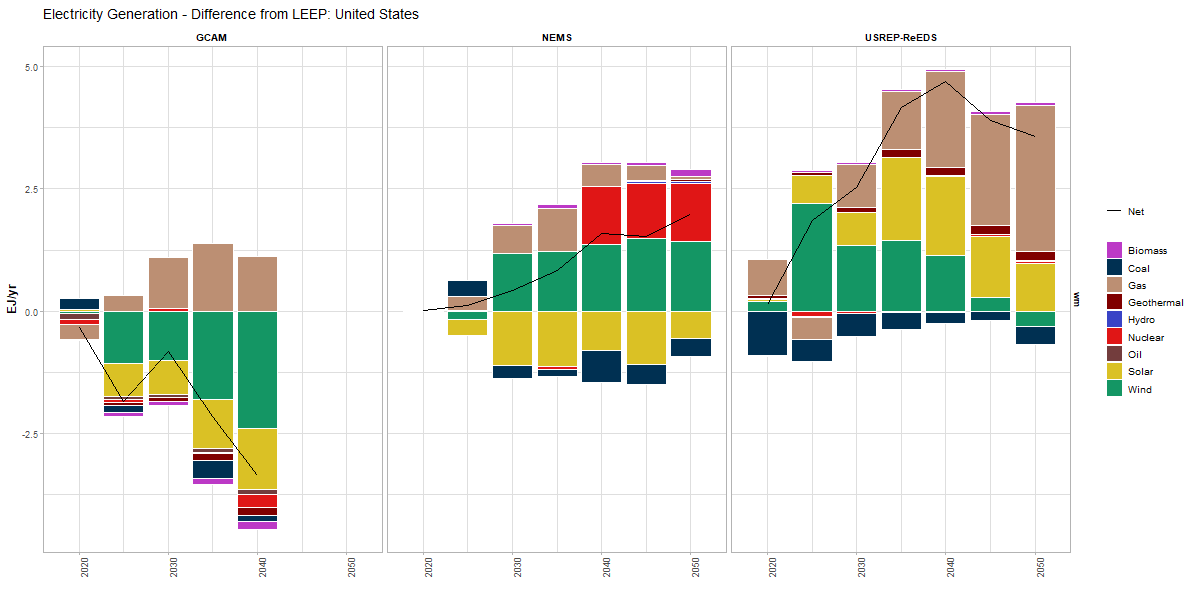 Electricity Generation - Difference from LEEP: United States
GCAM
NEMS
USREP-ReEDS
EJ/yr
5.0
2.5
0.0
-2.5
2020
2030
2040
2050
2020
2030
2040
2050
2020
2030
2040
2050
wm
Net
Biomass
Coal
Gas
Geothermal
Hydro
Nuclear
Oil
Solar
Wind